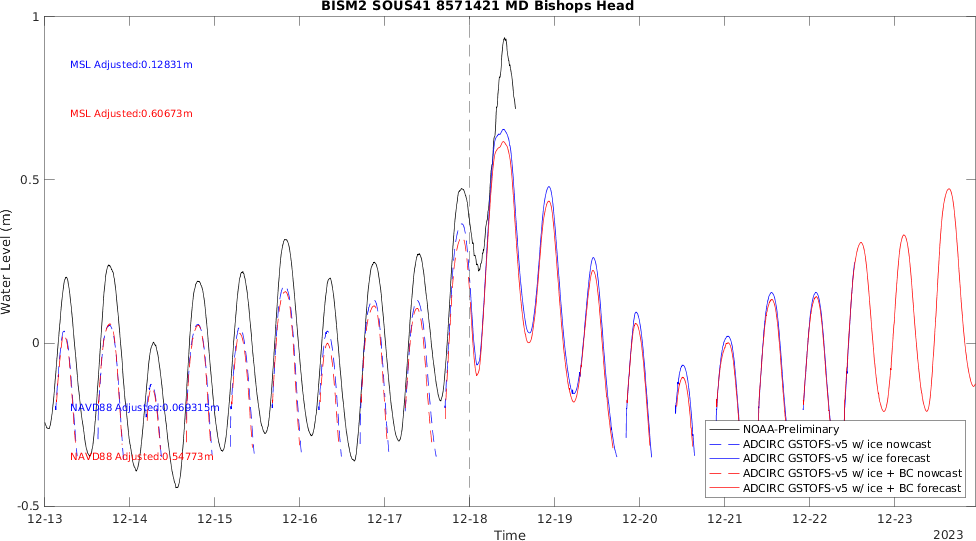 BISM2 SOUS41 8571421 MD Bishops Head
1
MSL Adjusted:0.12831m
MSL Adjusted:0.60673m
0.5
Water Level (m)
0
NAVD88 Adjusted:0.069315m
NAVD88 Adjusted:0.54773m
-0.5
NOAA-Preliminary
ADCIRC GSTOFS-v5 w/ ice nowcast
ADCIRC GSTOFS-v5 w/ ice forecast
ADCIRC GSTOFS-v5 w/ ice + BC nowcast
ADCIRC GSTOFS-v5 w/ ice + BC forecast
12-13 12-14 12-15 12-16 12-17 12-18 12-19 12-20 12-21 12-22 12-23
Time
2023